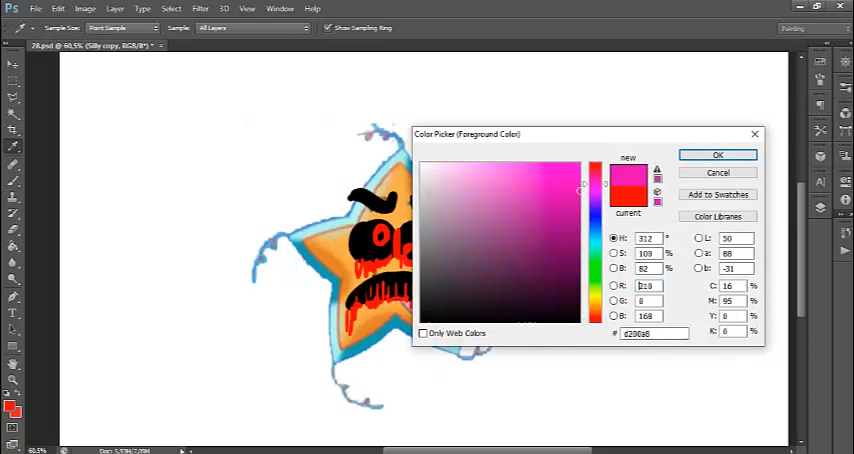 Ps File Edit Image Layer Type Select Filter 3D View Window Help
Sample Size: Point Sample Sample: All Layers Show Sampling Ring Painting
28.psd @ 60,5% (Silly copy, RGB/8*) * ×
Color Picker (Foreground Color)
new
OK
Cancel
Add to Swatches
current
Color Libraries
H: 312 ° L: 50
S: 100 % a: 88
B: 82 % b: -31
R: 210 C: 16 %
G: 0 M: 95 %
B: 168 Y: 0 %
Only Web Colors # d200a8 K: 0 %
60,5% Doc: 5,93M/7,09M